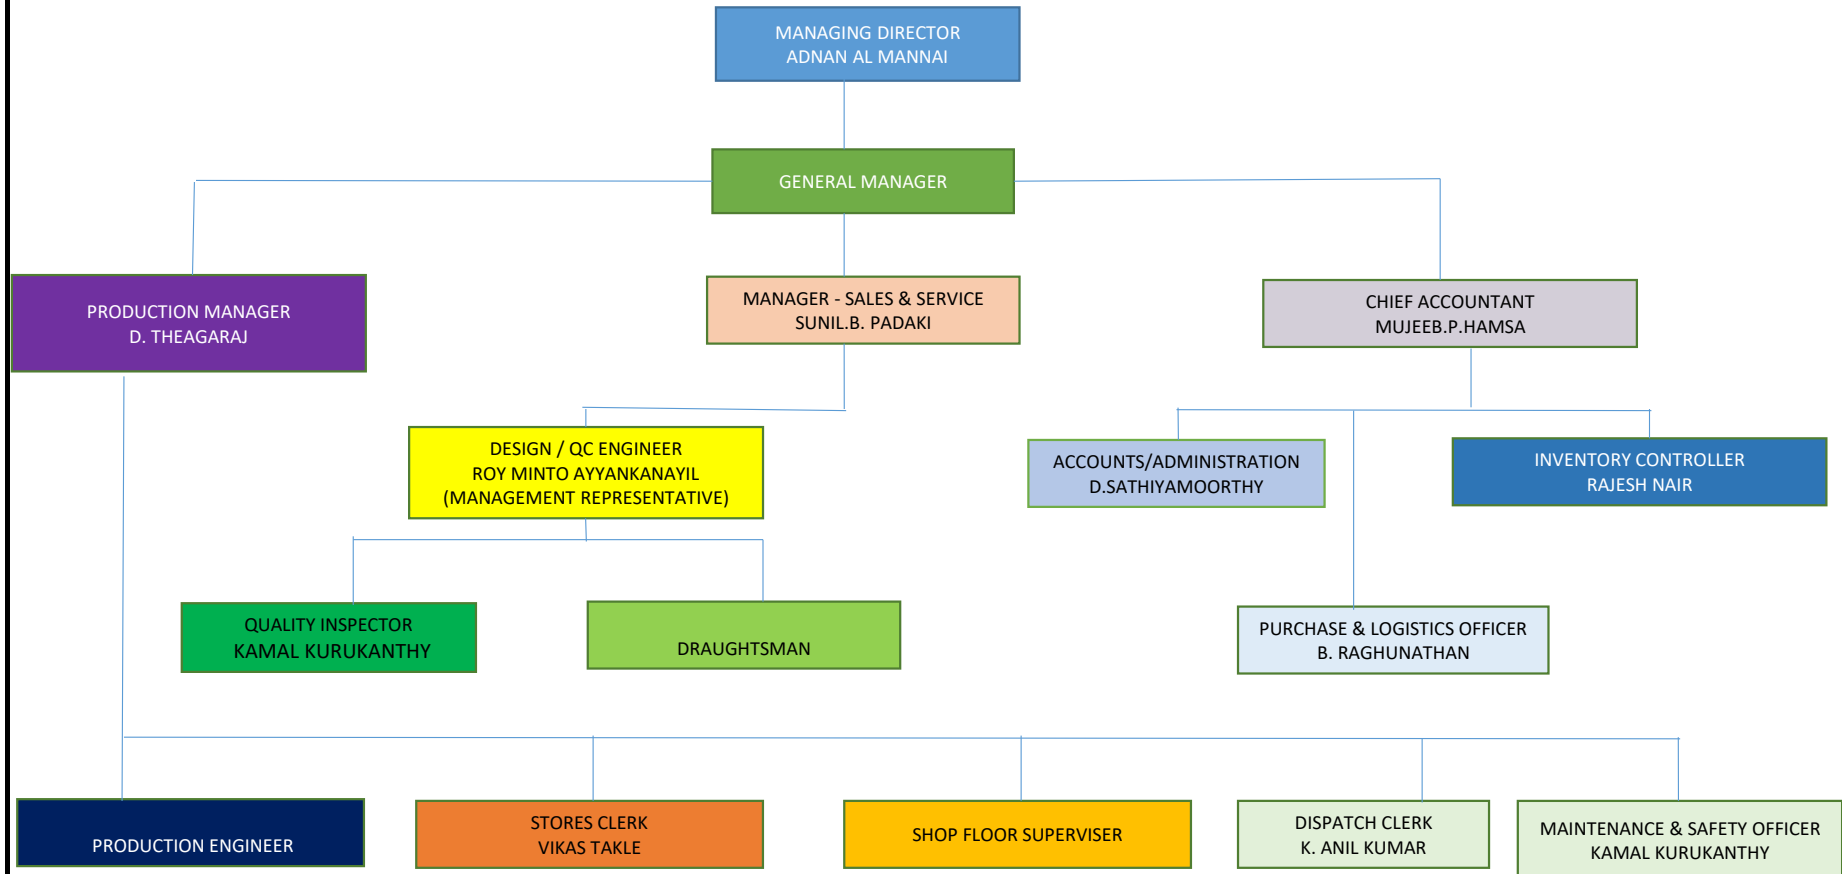 MANAGING DIRECTOR
ADNAN AL MANNAI
GENERAL MANAGER
PRODUCTION MANAGER
D. THEAGARAJ
MANAGER - SALES & SERVICE
SUNIL.B. PADAKI
CHIEF ACCOUNTANT
MUJEEB.P.HAMSA
DESIGN / QC ENGINEER
ROY MINTO AYYANKANAYIL
(MANAGEMENT REPRESENTATIVE)
ACCOUNTS/ADMINISTRATION
D.SATHIYAMOORTHY
INVENTORY CONTROLLER
RAJESH NAIR
QUALITY INSPECTOR
KAMAL KURUKANTHY
DRAUGHTSMAN
PURCHASE & LOGISTICS OFFICER
B. RAGHUNATHAN
PRODUCTION ENGINEER
STORES CLERK
VIKAS TAKLE
SHOP FLOOR SUPERVISER
DISPATCH CLERK
K. ANIL KUMAR
MAINTENANCE & SAFETY OFFICER
KAMAL KURUKANTHY